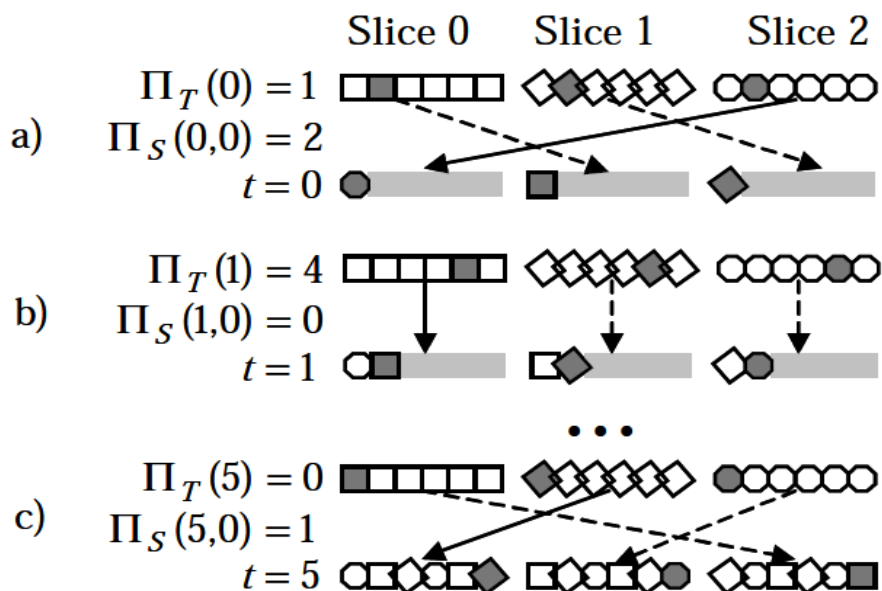 Slice 0 Slice 1 Slice 2
Π_T(0) = 1
a)
Π_S(0,0) = 2
t = 0
Π_T(1) = 4
b)
Π_S(1,0) = 0
t = 1
...
Π_T(5) = 0
c)
Π_S(5,0) = 1
t = 5